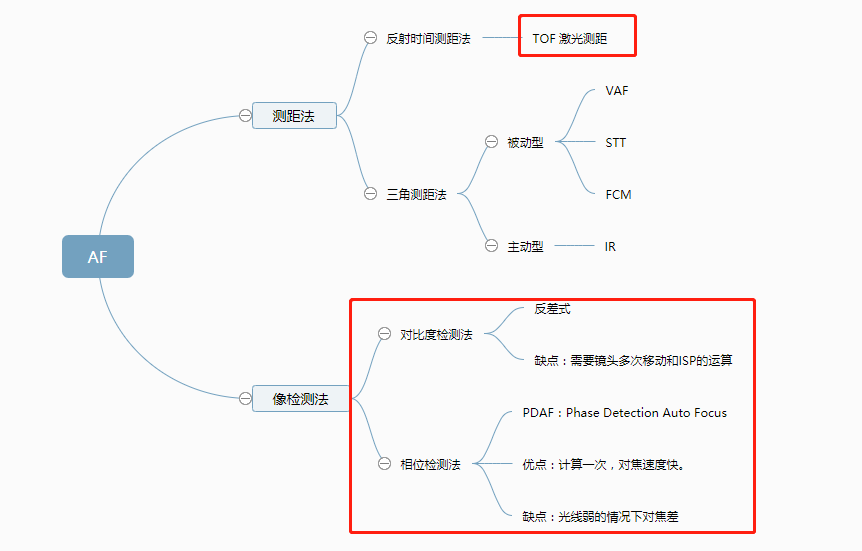 AF
测距法
反射时间测距法
TOF 激光测距
三角测距法
被动型
VAF
STT
FCM
主动型
IR
像检测法
对比度检测法
反差式
缺点：需要镜头多次移动和ISP的运算
相位检测法
PDAF：Phase Detection Auto Focus
优点：计算一次，对焦速度快。
缺点：光线弱的情况下对焦差